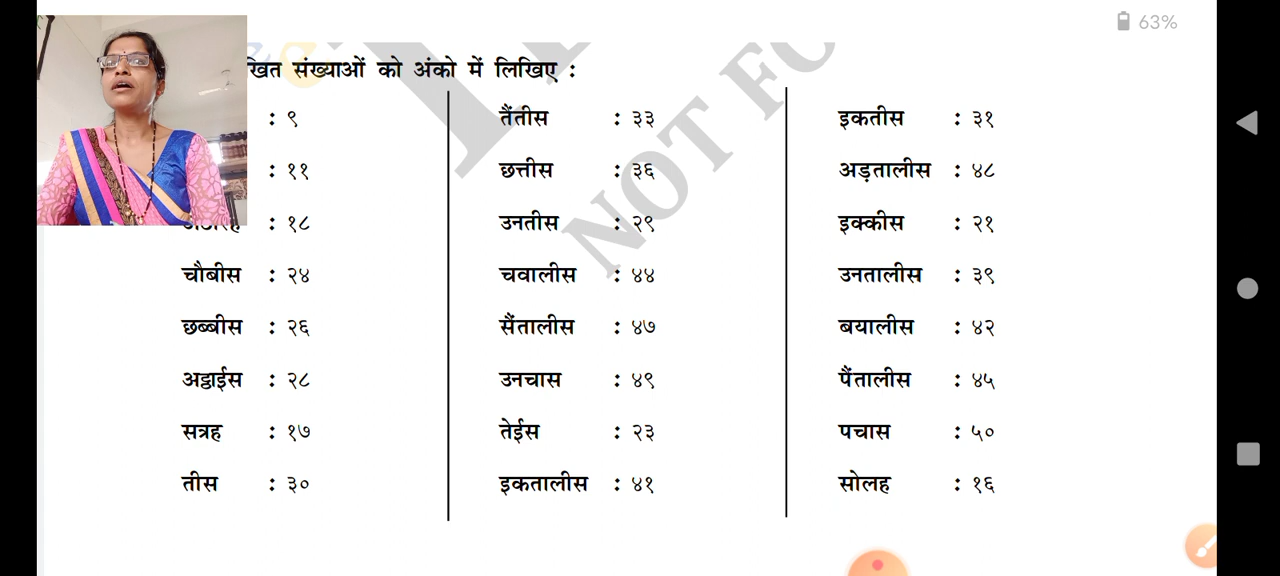 63%
संख्याओं को अंको में लिखिए :
: ९
: ११
: १८
चौबीस : २४
छब्बीस : २६
अठ्ठाईस : २८
सत्रह : १७
तीस : ३०
तैंतीस : ३३
छत्तीस : ३६
उनतीस : २९
चवालीस : ४४
सैंतालीस : ४७
उनचास : ४९
तेईस : २३
इकतालीस : ४१
इकतीस : ३१
अड़तालीस : ४८
इक्कीस : २१
उनतालीस : ३९
बयालीस : ४२
पैंतालीस : ४५
पचास : ५०
सोलह : १६
NOT